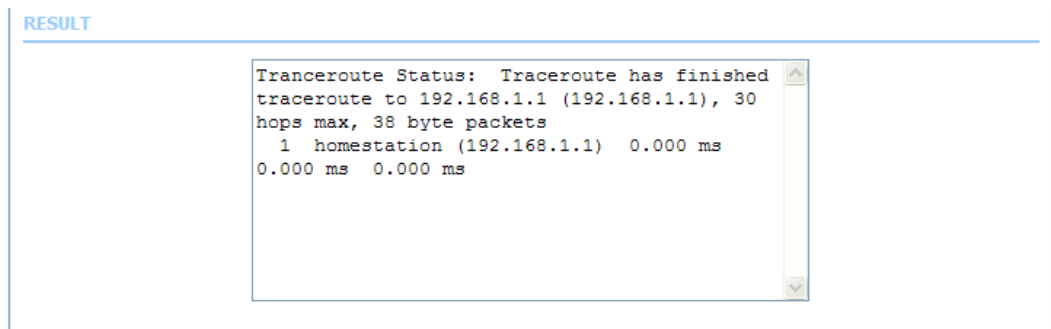 RESULT
Tranceroute Status:  Traceroute has finished
traceroute to 192.168.1.1 (192.168.1.1), 30
hops max, 38 byte packets
  1  homestation (192.168.1.1)  0.000 ms
0.000 ms  0.000 ms